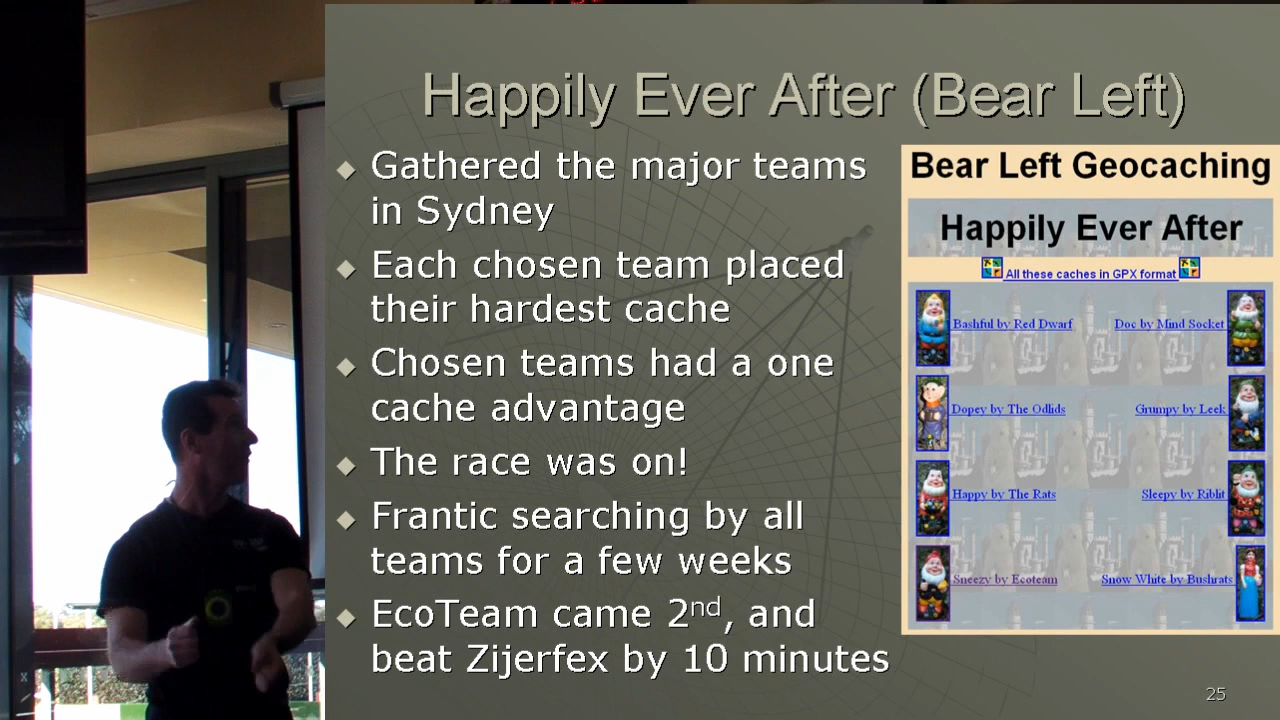 Happily Ever After (Bear Left)
◆ Gathered the major teams
in Sydney
◆ Each chosen team placed
their hardest cache
◆ Chosen teams had a one
cache advantage
◆ The race was on!
◆ Frantic searching by all
teams for a few weeks
◆ EcoTeam came 2nd, and
beat Zijerfex by 10 minutes
Bear Left Geocaching
Happily Ever After
All these caches in GPX format
Bashful by Red Dwarf
Doc by Mind Socket
Dopey by The Odlids
Grumpy by Leek
Happy by The Rats
Sleepy by Riblit
Sneezy by Ecoteam
Snow White by Bushrats
25